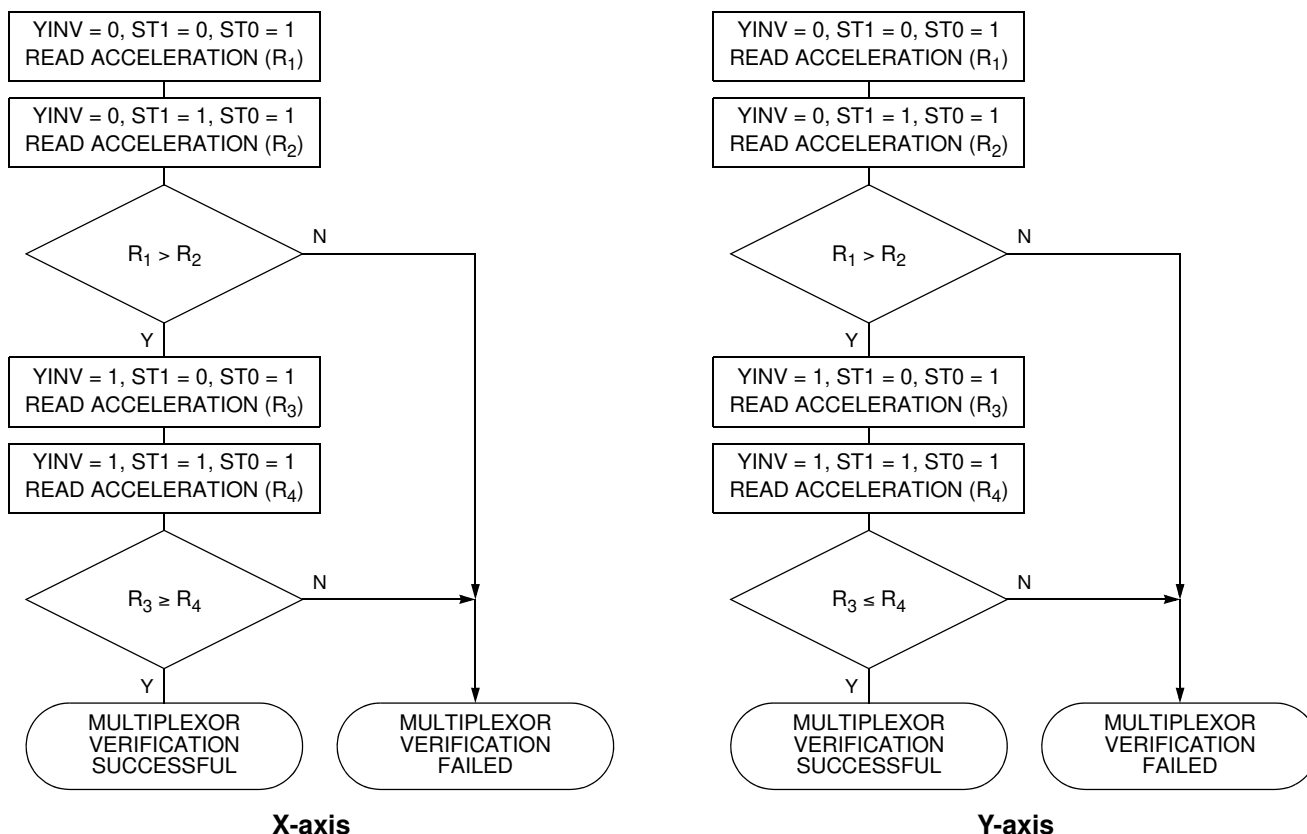 YINV = 0, ST1 = 0, ST0 = 1
READ ACCELERATION (R1)
YINV = 0, ST1 = 1, ST0 = 1
READ ACCELERATION (R2)
R1 > R2
N
Y
YINV = 1, ST1 = 0, ST0 = 1
READ ACCELERATION (R3)
YINV = 1, ST1 = 1, ST0 = 1
READ ACCELERATION (R4)
R3 ≥ R4
N
Y
MULTIPLEXOR
VERIFICATION
SUCCESSFUL
MULTIPLEXOR
VERIFICATION
FAILED
X-axis
YINV = 0, ST1 = 0, ST0 = 1
READ ACCELERATION (R1)
YINV = 0, ST1 = 1, ST0 = 1
READ ACCELERATION (R2)
R1 > R2
N
Y
YINV = 1, ST1 = 0, ST0 = 1
READ ACCELERATION (R3)
YINV = 1, ST1 = 1, ST0 = 1
READ ACCELERATION (R4)
R3 ≤ R4
N
Y
MULTIPLEXOR
VERIFICATION
SUCCESSFUL
MULTIPLEXOR
VERIFICATION
FAILED
Y-axis